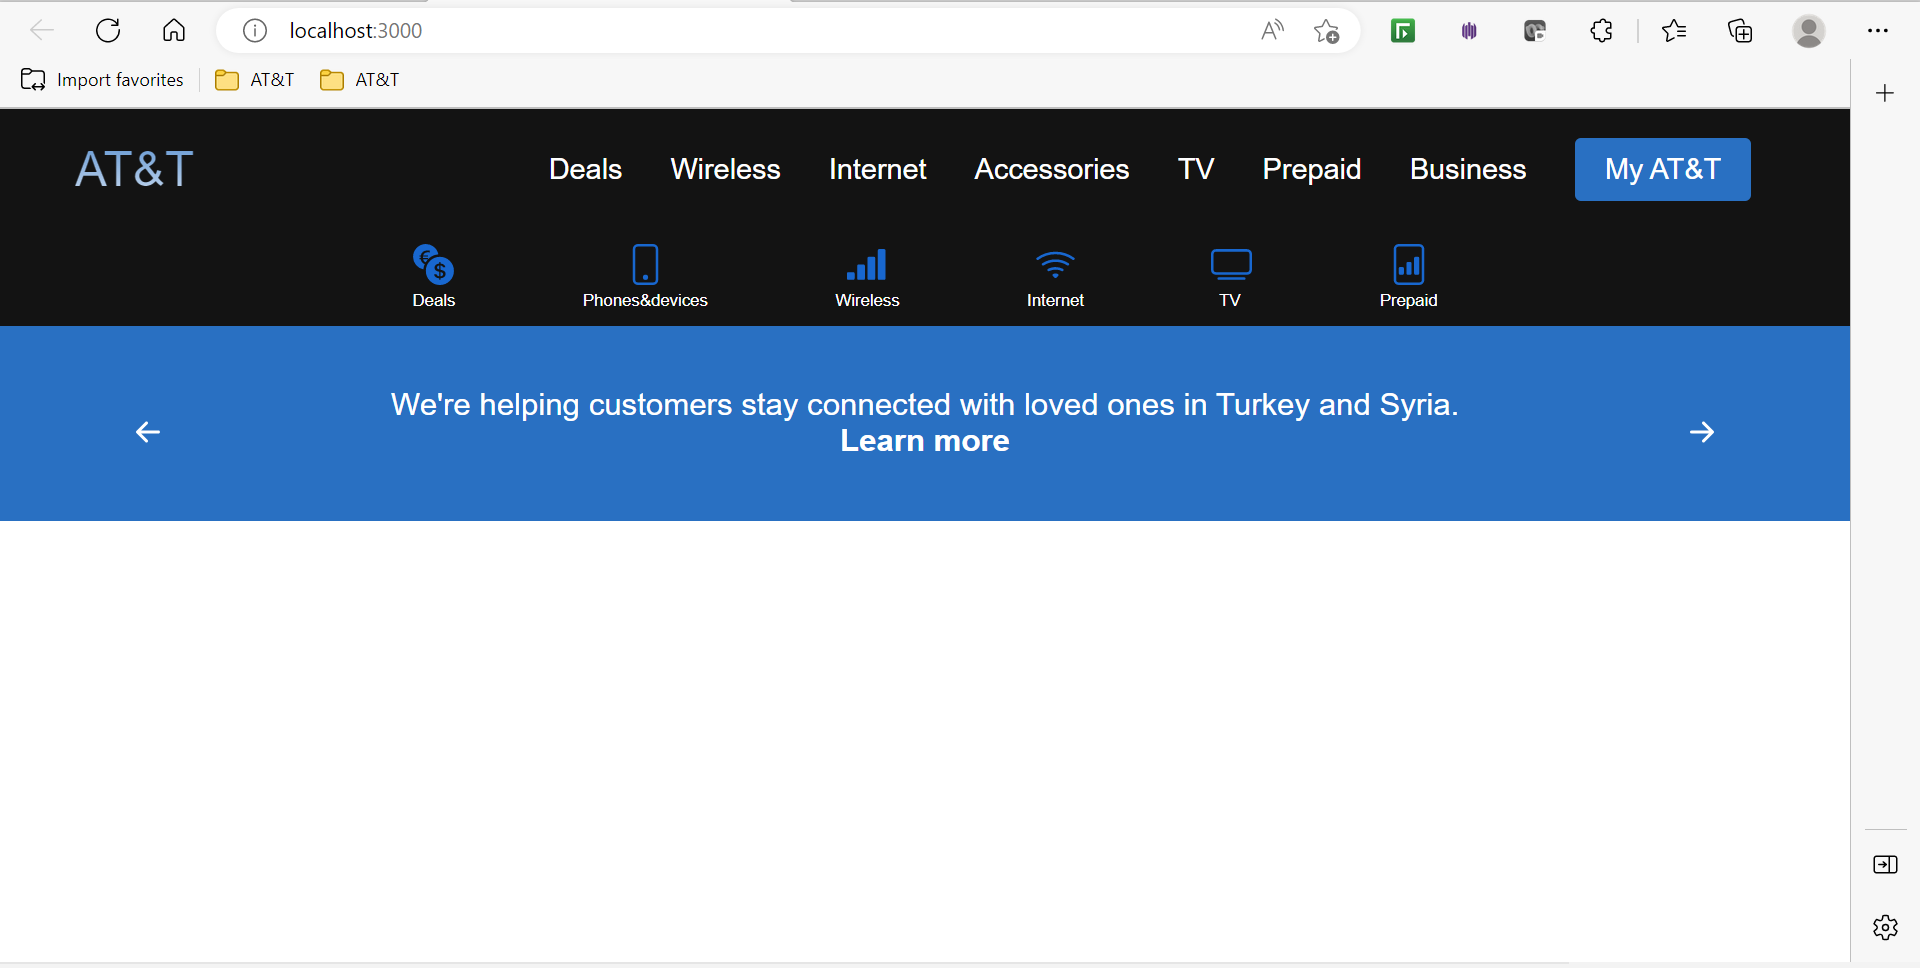 localhost:3000
Import favorites AT&T AT&T
AT&T Deals Wireless Internet Accessories TV Prepaid Business My AT&T
Deals Phones&devices Wireless Internet TV Prepaid
We're helping customers stay connected with loved ones in Turkey and Syria.
Learn more